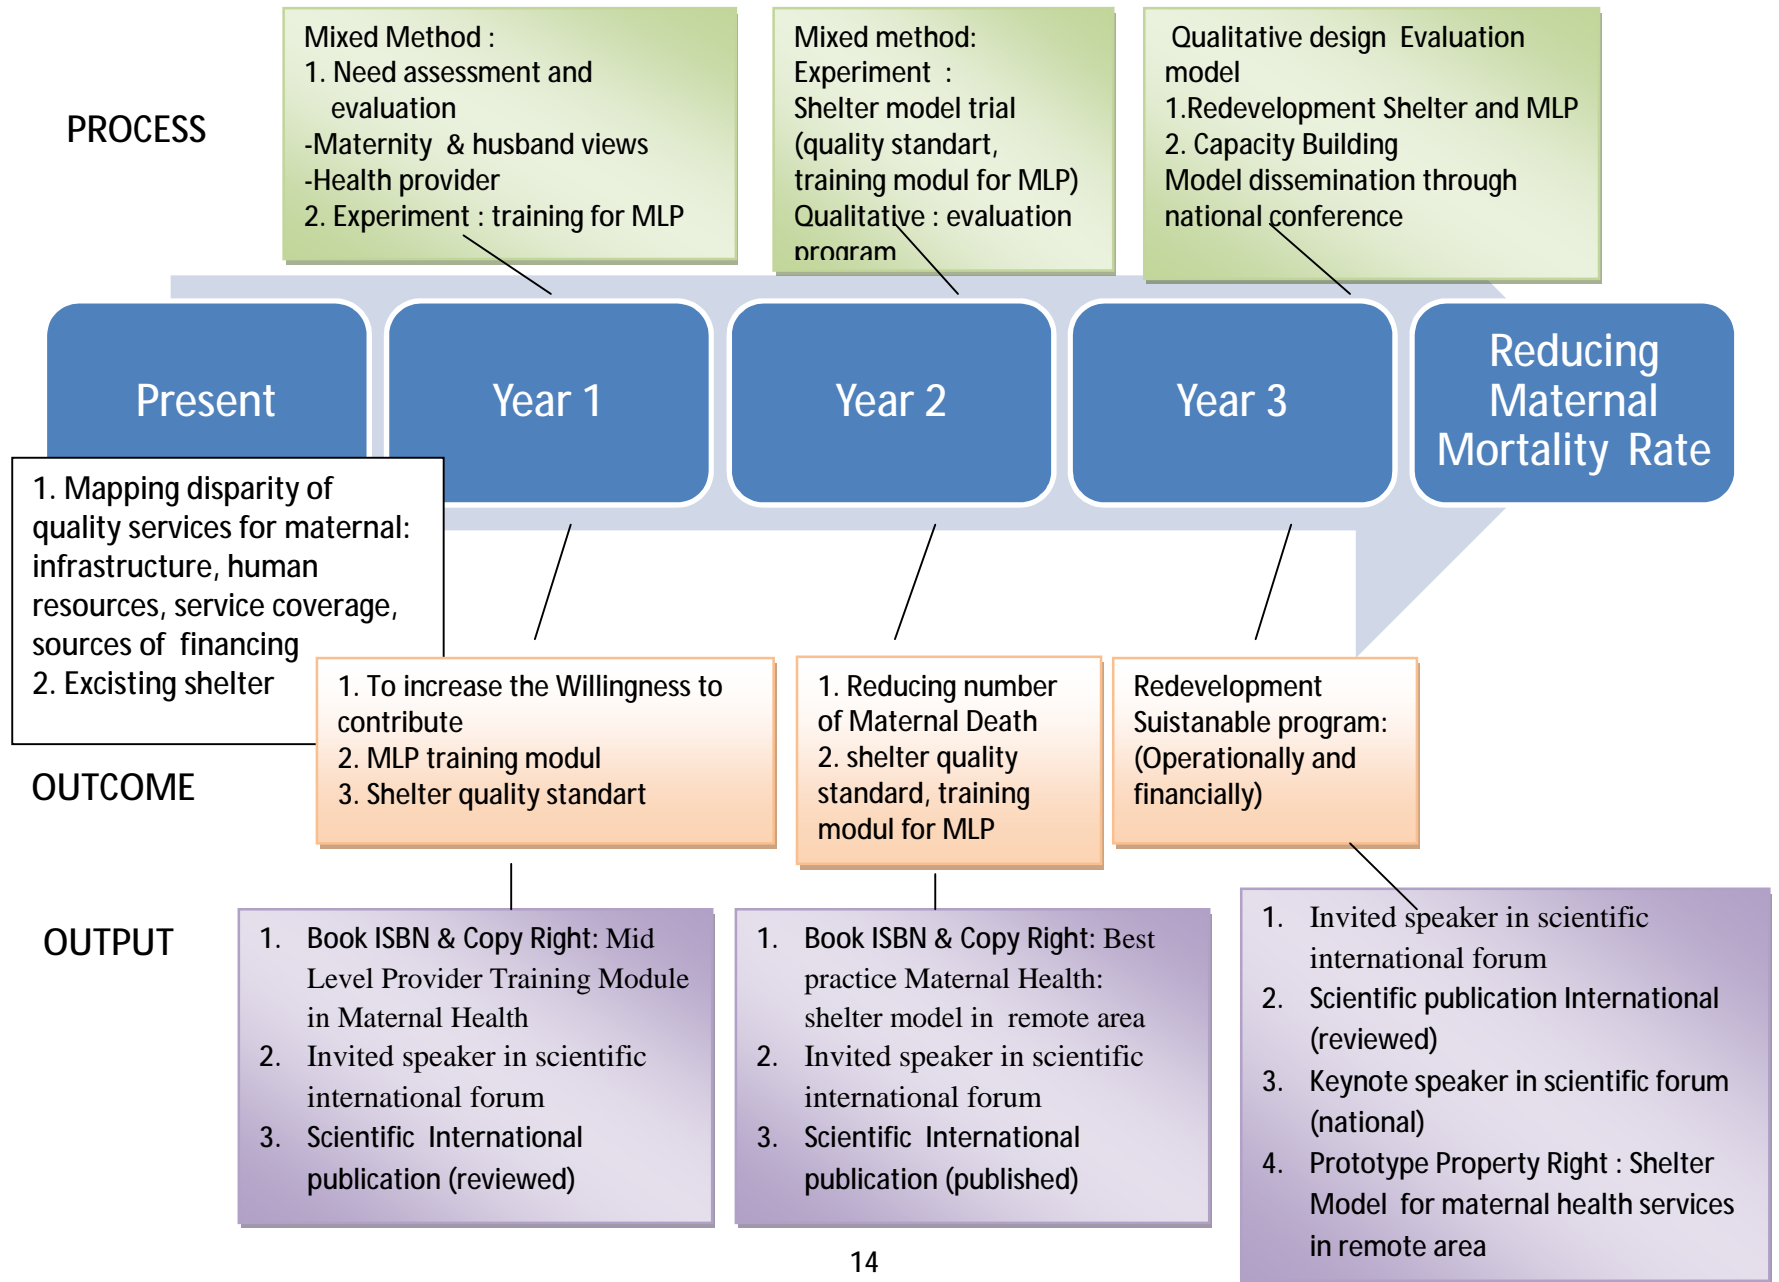 PROCESS
Mixed Method :
1. Need assessment and
evaluation
-Maternity & husband views
-Health provider
2. Experiment : training for MLP
Mixed method:
Experiment :
Shelter model trial
(quality standart,
training modul for MLP)
Qualitative : evaluation
program
Qualitative design Evaluation
model
1.Redevelopment Shelter and MLP
2. Capacity Building
Model dissemination through
national conference
Present
Year 1
Year 2
Year 3
Reducing
Maternal
Mortality Rate
1. Mapping disparity of
quality services for maternal:
infrastructure, human
resources, service coverage,
sources of financing
2. Excisting shelter
OUTCOME
1. To increase the Willingness to
contribute
2. MLP training modul
3. Shelter quality standart
1. Reducing number
of Maternal Death
2. shelter quality
standard, training
modul for MLP
Redevelopment
Suistanable program:
(Operationally and
financially)
OUTPUT
1. Book ISBN & Copy Right: Mid
Level Provider Training Module
in Maternal Health
2. Invited speaker in scientific
international forum
3. Scientific International
publication (reviewed)
1. Book ISBN & Copy Right: Best
practice Maternal Health:
shelter model in remote area
2. Invited speaker in scientific
international forum
3. Scientific International
publication (published)
1. Invited speaker in scientific
international forum
2. Scientific publication International
(reviewed)
3. Keynote speaker in scientific forum
(national)
4. Prototype Property Right : Shelter
Model for maternal health services
in remote area
14